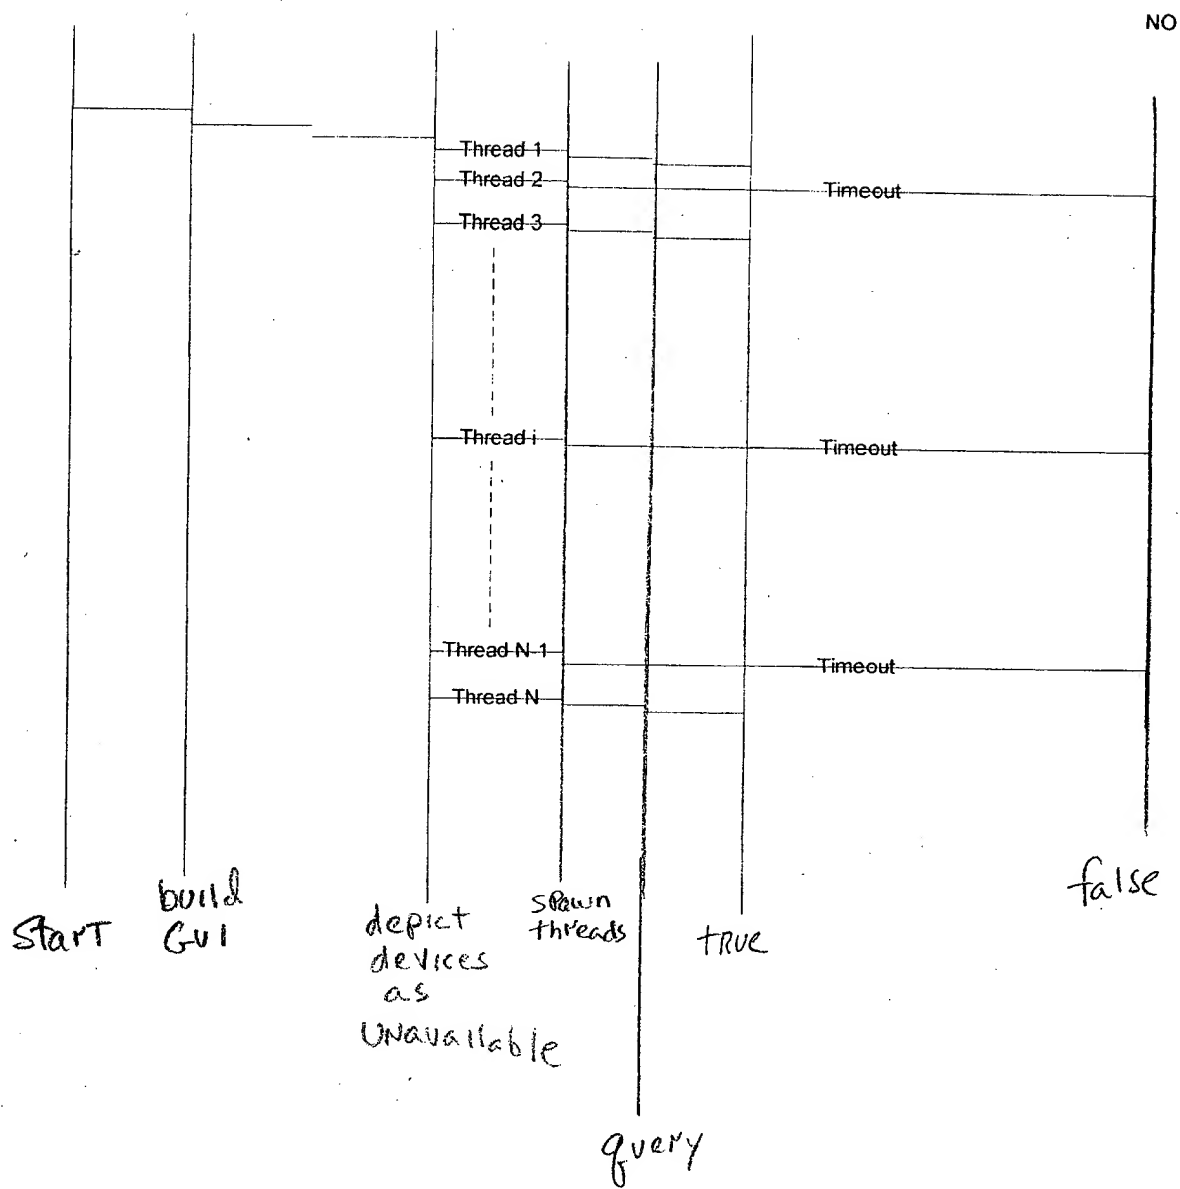 NO
Thread 1
Thread 2
Timeout
Thread 3
Thread i
Timeout
Thread N-1
Timeout
Thread N
START
build
GUI
depict
devices
as
UNavailable
spawn
threads
query
TRUE
false